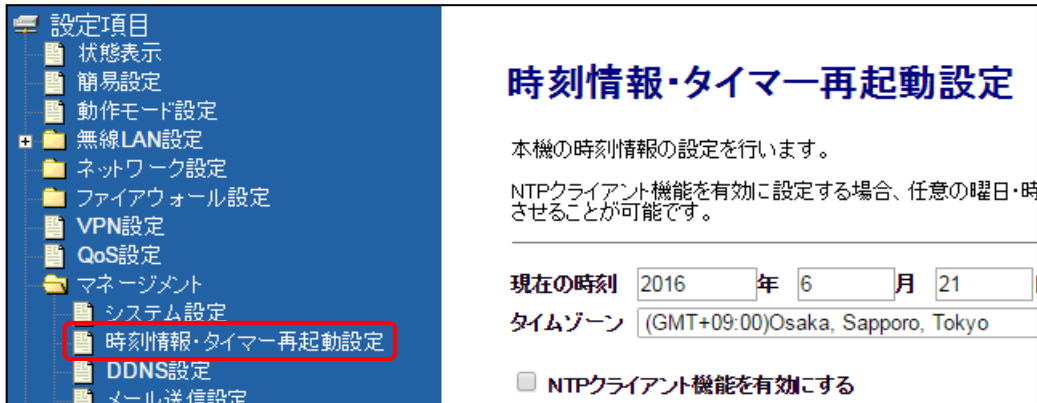 設定項目
状態表示
簡易設定
動作モード設定
無線LAN設定
ネットワーク設定
ファイアウォール設定
VPN設定
QoS設定
マネージメント
システム設定
時刻情報・タイマー再起動設定
DDNS設定
メール送信設定
時刻情報・タイマー再起動設定
本機の時刻情報の設定を行います。
NTPクライアント機能を有効に設定する場合、任意の曜日・時
させることが可能です。
現在の時刻 2016 年 6 月 21
タイムゾーン (GMT+09:00)Osaka, Sapporo, Tokyo
NTPクライアント機能を有効にする